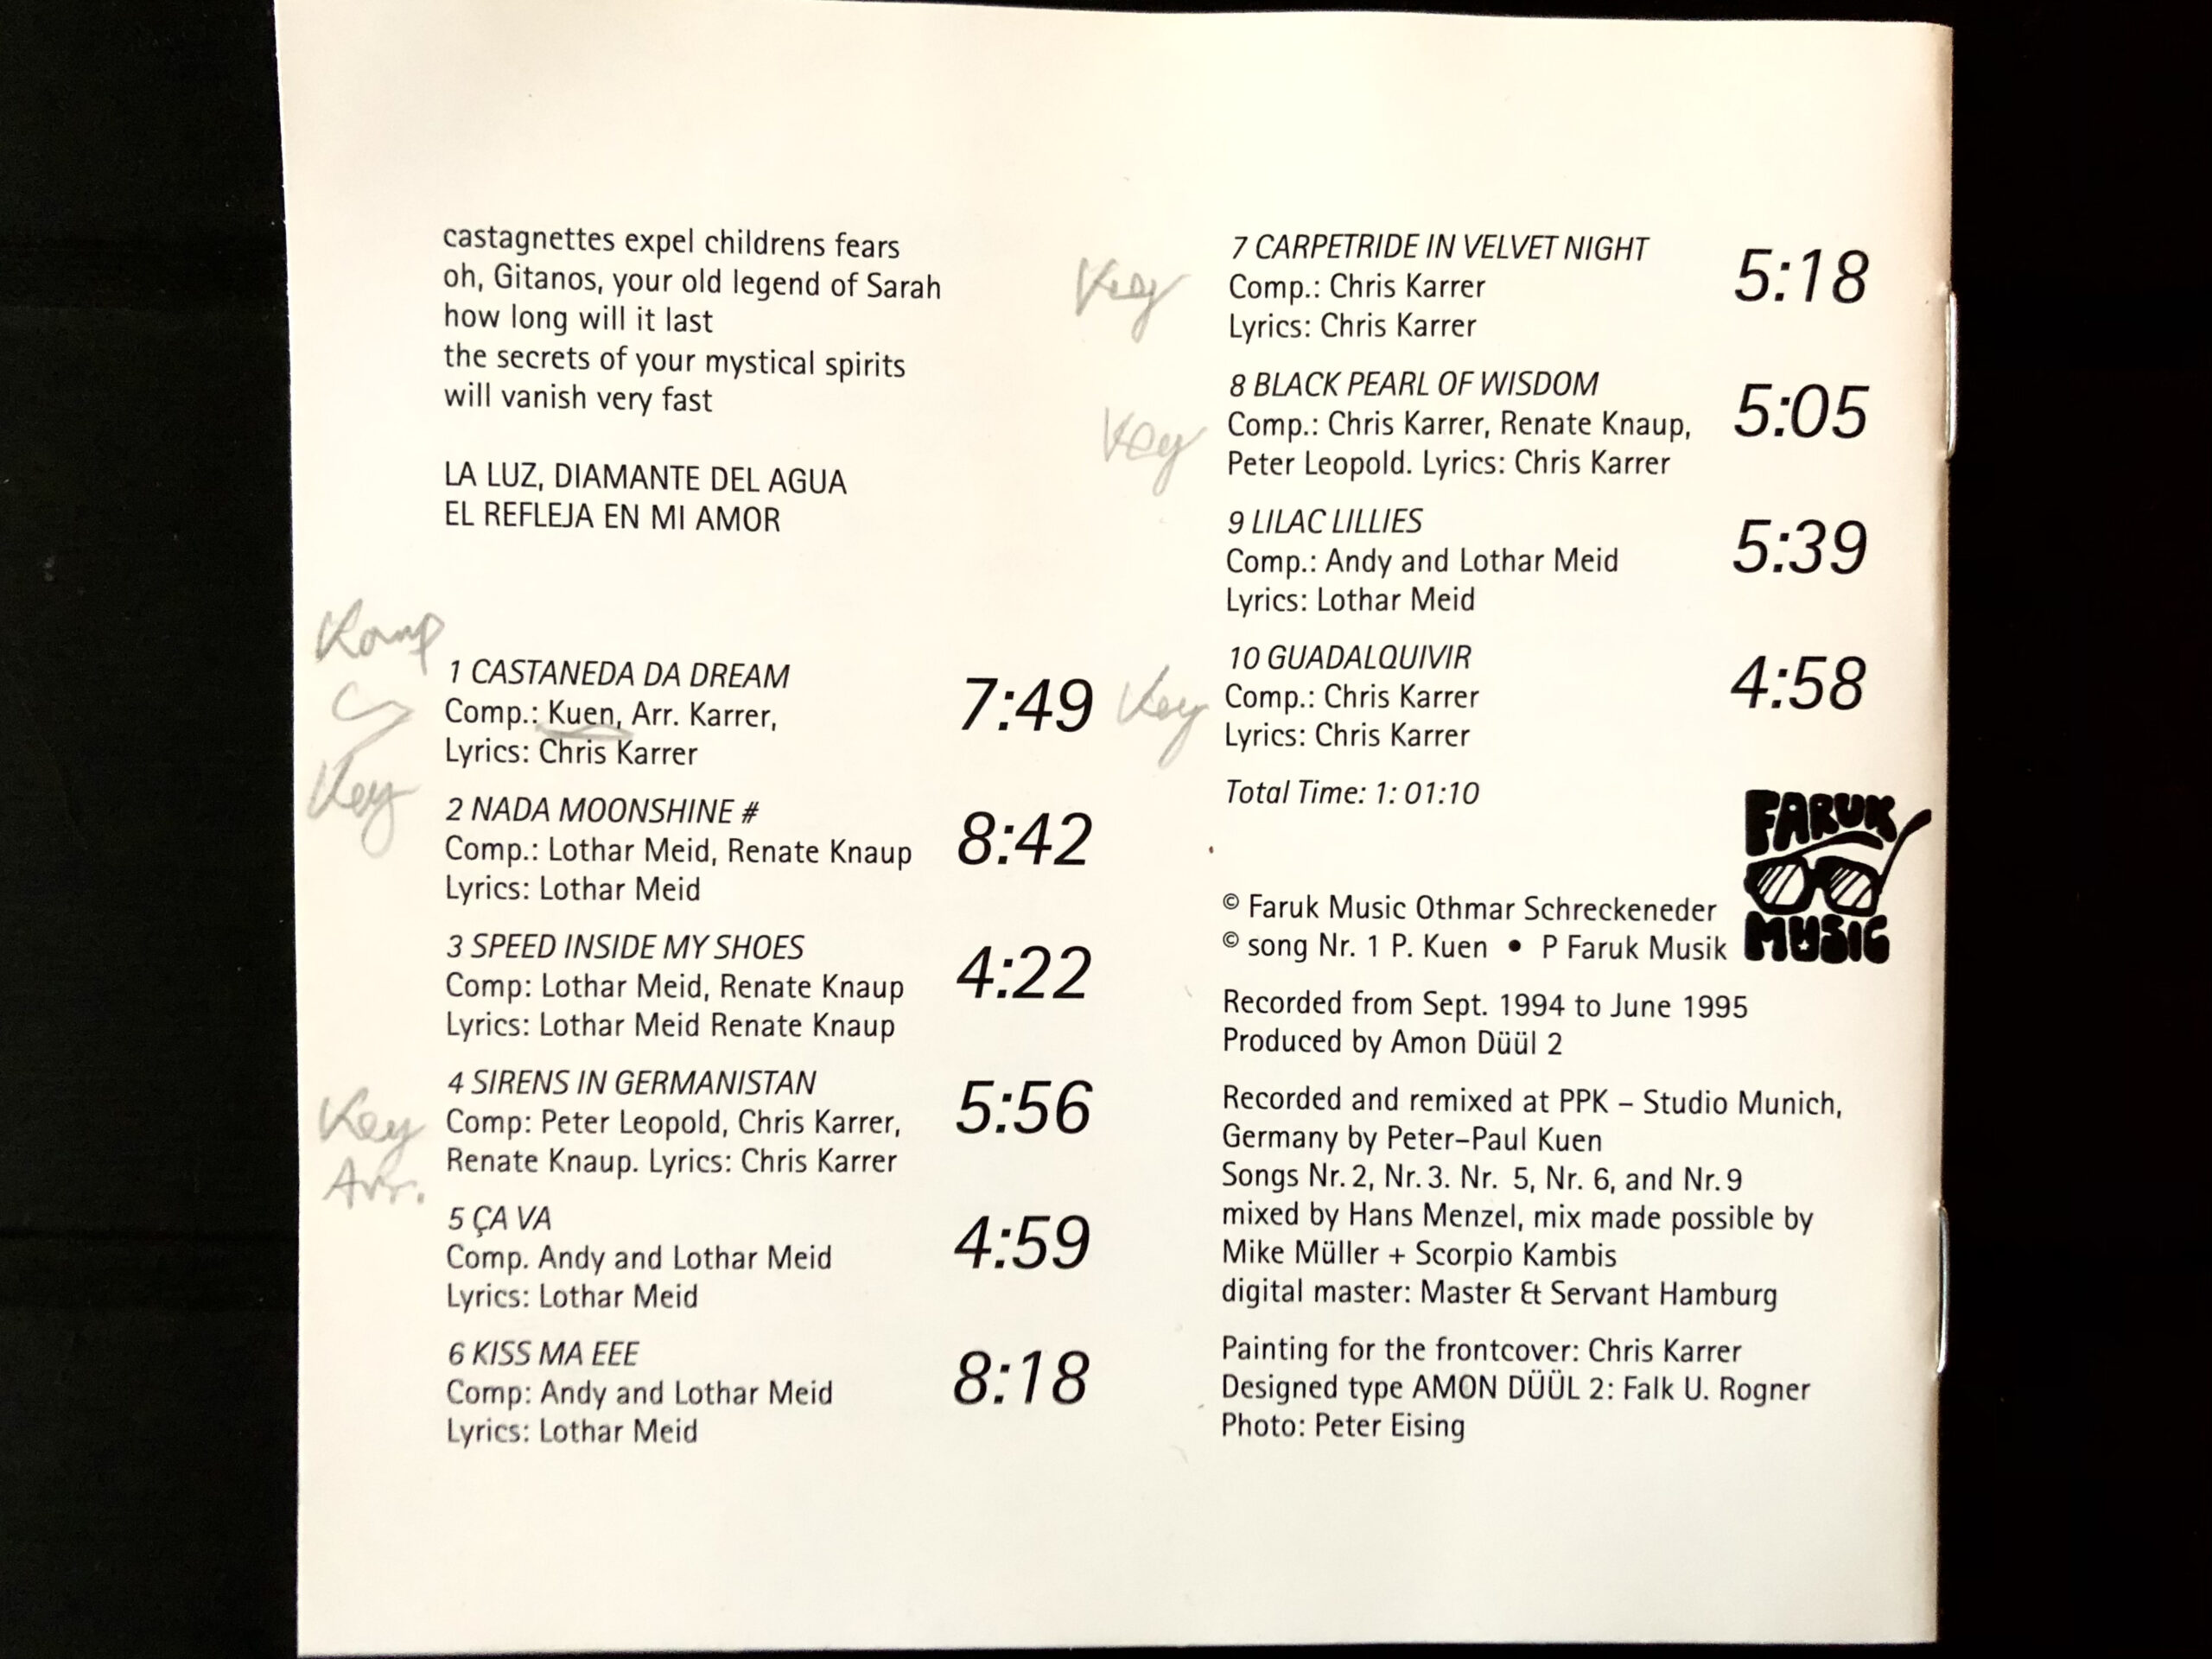 castagnettes expel childrens fears
oh, Gitanos, your old legend of Sarah
how long will it last
the secrets of your mystical spirits
will vanish very fast
LA LUZ, DIAMANTE DEL AGUA
EL REFLEJA EN MI AMOR
Komp
Key
1 CASTANEDA DA DREAM 7:49
Comp.: Kuen, Arr. Karrer,
Lyrics: Chris Karrer
2 NADA MOONSHINE # 8:42
Comp.: Lothar Meid, Renate Knaup
Lyrics: Lothar Meid
3 SPEED INSIDE MY SHOES 4:22
Comp: Lothar Meid, Renate Knaup
Lyrics: Lothar Meid Renate Knaup
Key
Arr.
4 SIRENS IN GERMANISTAN 5:56
Comp: Peter Leopold, Chris Karrer,
Renate Knaup. Lyrics: Chris Karrer
5 ÇA VA 4:59
Comp. Andy and Lothar Meid
Lyrics: Lothar Meid
6 KISS MA EEE 8:18
Comp: Andy and Lothar Meid
Lyrics: Lothar Meid
Key
7 CARPETRIDE IN VELVET NIGHT 5:18
Comp.: Chris Karrer
Lyrics: Chris Karrer
Key
8 BLACK PEARL OF WISDOM 5:05
Comp.: Chris Karrer, Renate Knaup,
Peter Leopold. Lyrics: Chris Karrer
9 LILAC LILLIES 5:39
Comp.: Andy and Lothar Meid
Lyrics: Lothar Meid
Key
10 GUADALQUIVIR 4:58
Comp.: Chris Karrer
Lyrics: Chris Karrer
Total Time: 1: 01:10
FARUK
MUSIC
© Faruk Music Othmar Schreckeneder
© song Nr. 1 P. Kuen • P Faruk Musik
Recorded from Sept. 1994 to June 1995
Produced by Amon Düül 2
Recorded and remixed at PPK – Studio Munich,
Germany by Peter–Paul Kuen
Songs Nr. 2, Nr. 3. Nr. 5, Nr. 6, and Nr. 9
mixed by Hans Menzel, mix made possible by
Mike Müller + Scorpio Kambis
digital master: Master & Servant Hamburg
Painting for the frontcover: Chris Karrer
Designed type AMON DÜÜL 2: Falk U. Rogner
Photo: Peter Eising